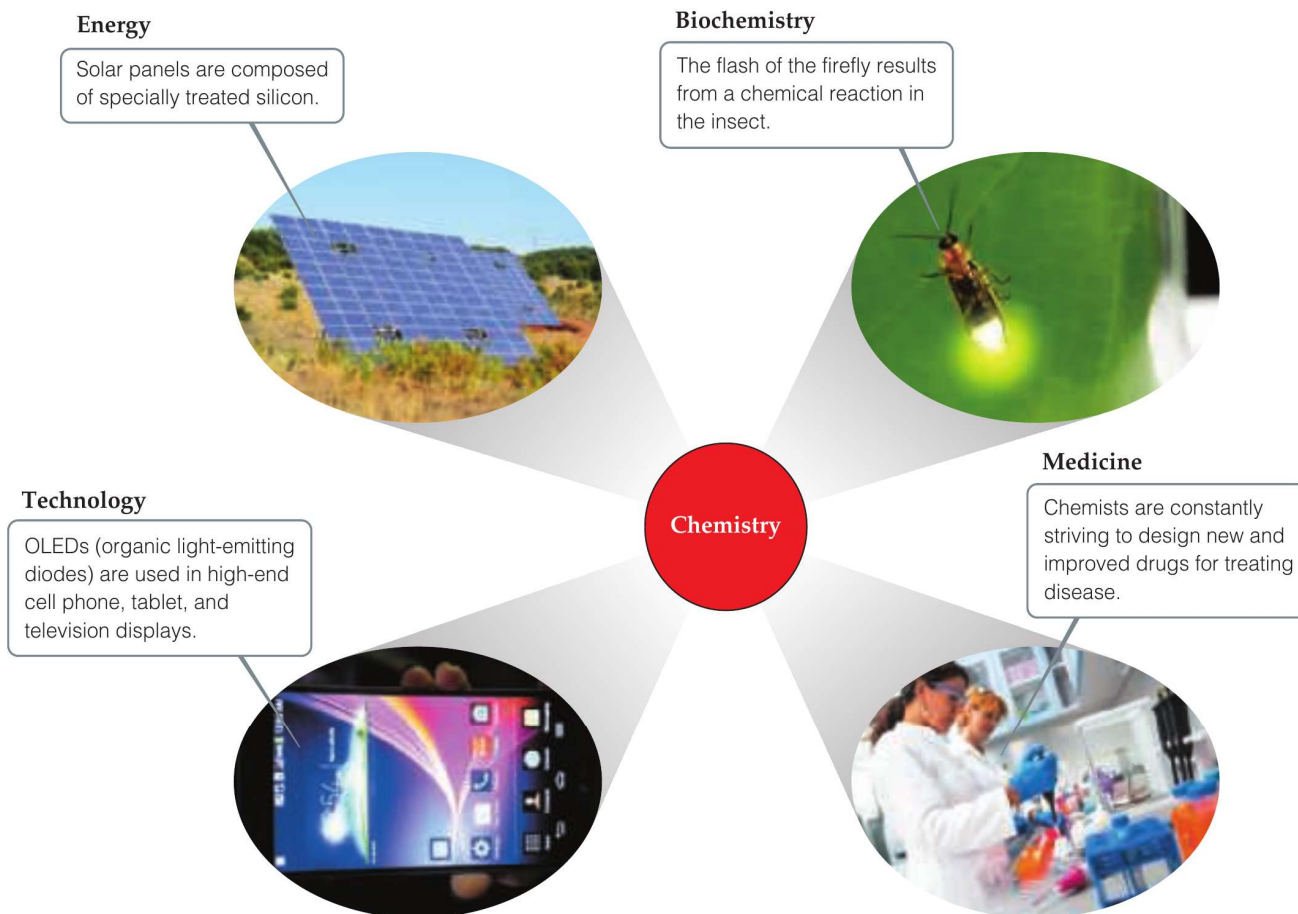 Energy
Solar panels are composed
of specially treated silicon.
Biochemistry
The flash of the firefly results
from a chemical reaction in
the insect.
Technology
OLEDs (organic light-emitting
diodes) are used in high-end
cell phone, tablet, and
television displays.
Chemistry
Medicine
Chemists are constantly
striving to design new and
improved drugs for treating
disease.